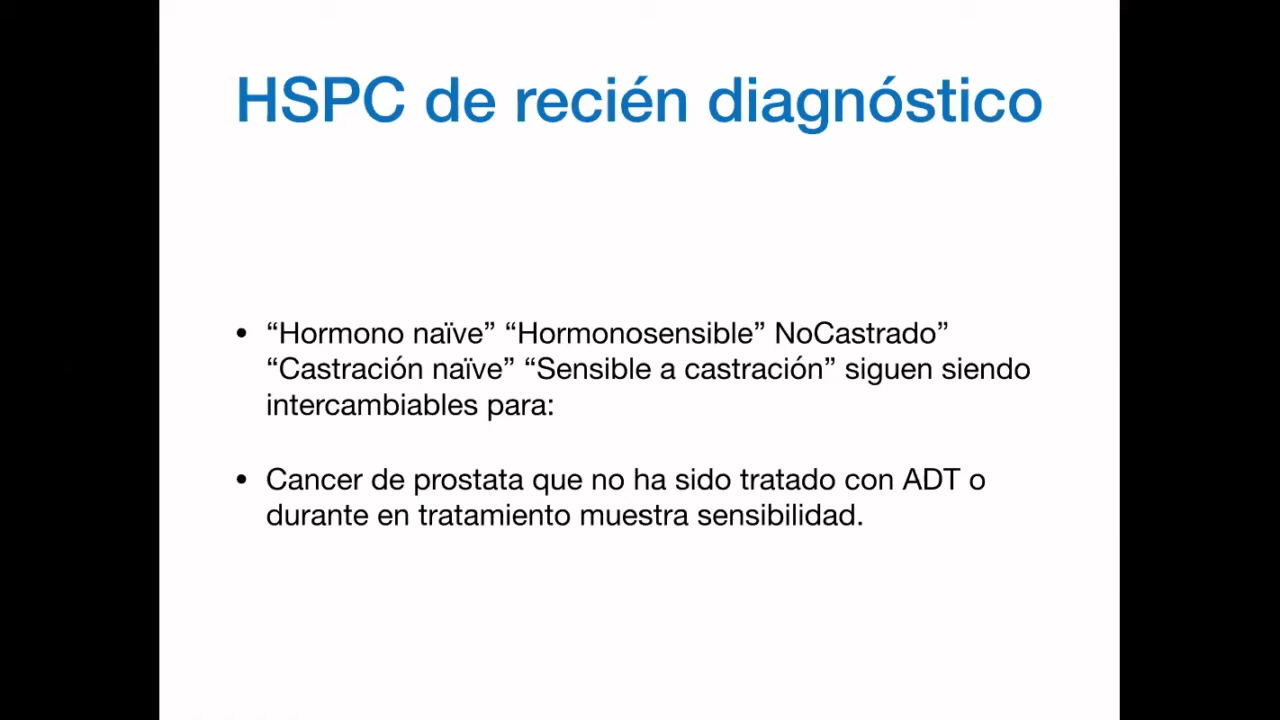 HSPC de recién diagnóstico
• “Hormono naïve” “Hormonosensible” NoCastrado”
“Castración naïve” “Sensible a castración” siguen siendo
intercambiables para:
• Cancer de prostata que no ha sido tratado con ADT o
durante en tratamiento muestra sensibilidad.